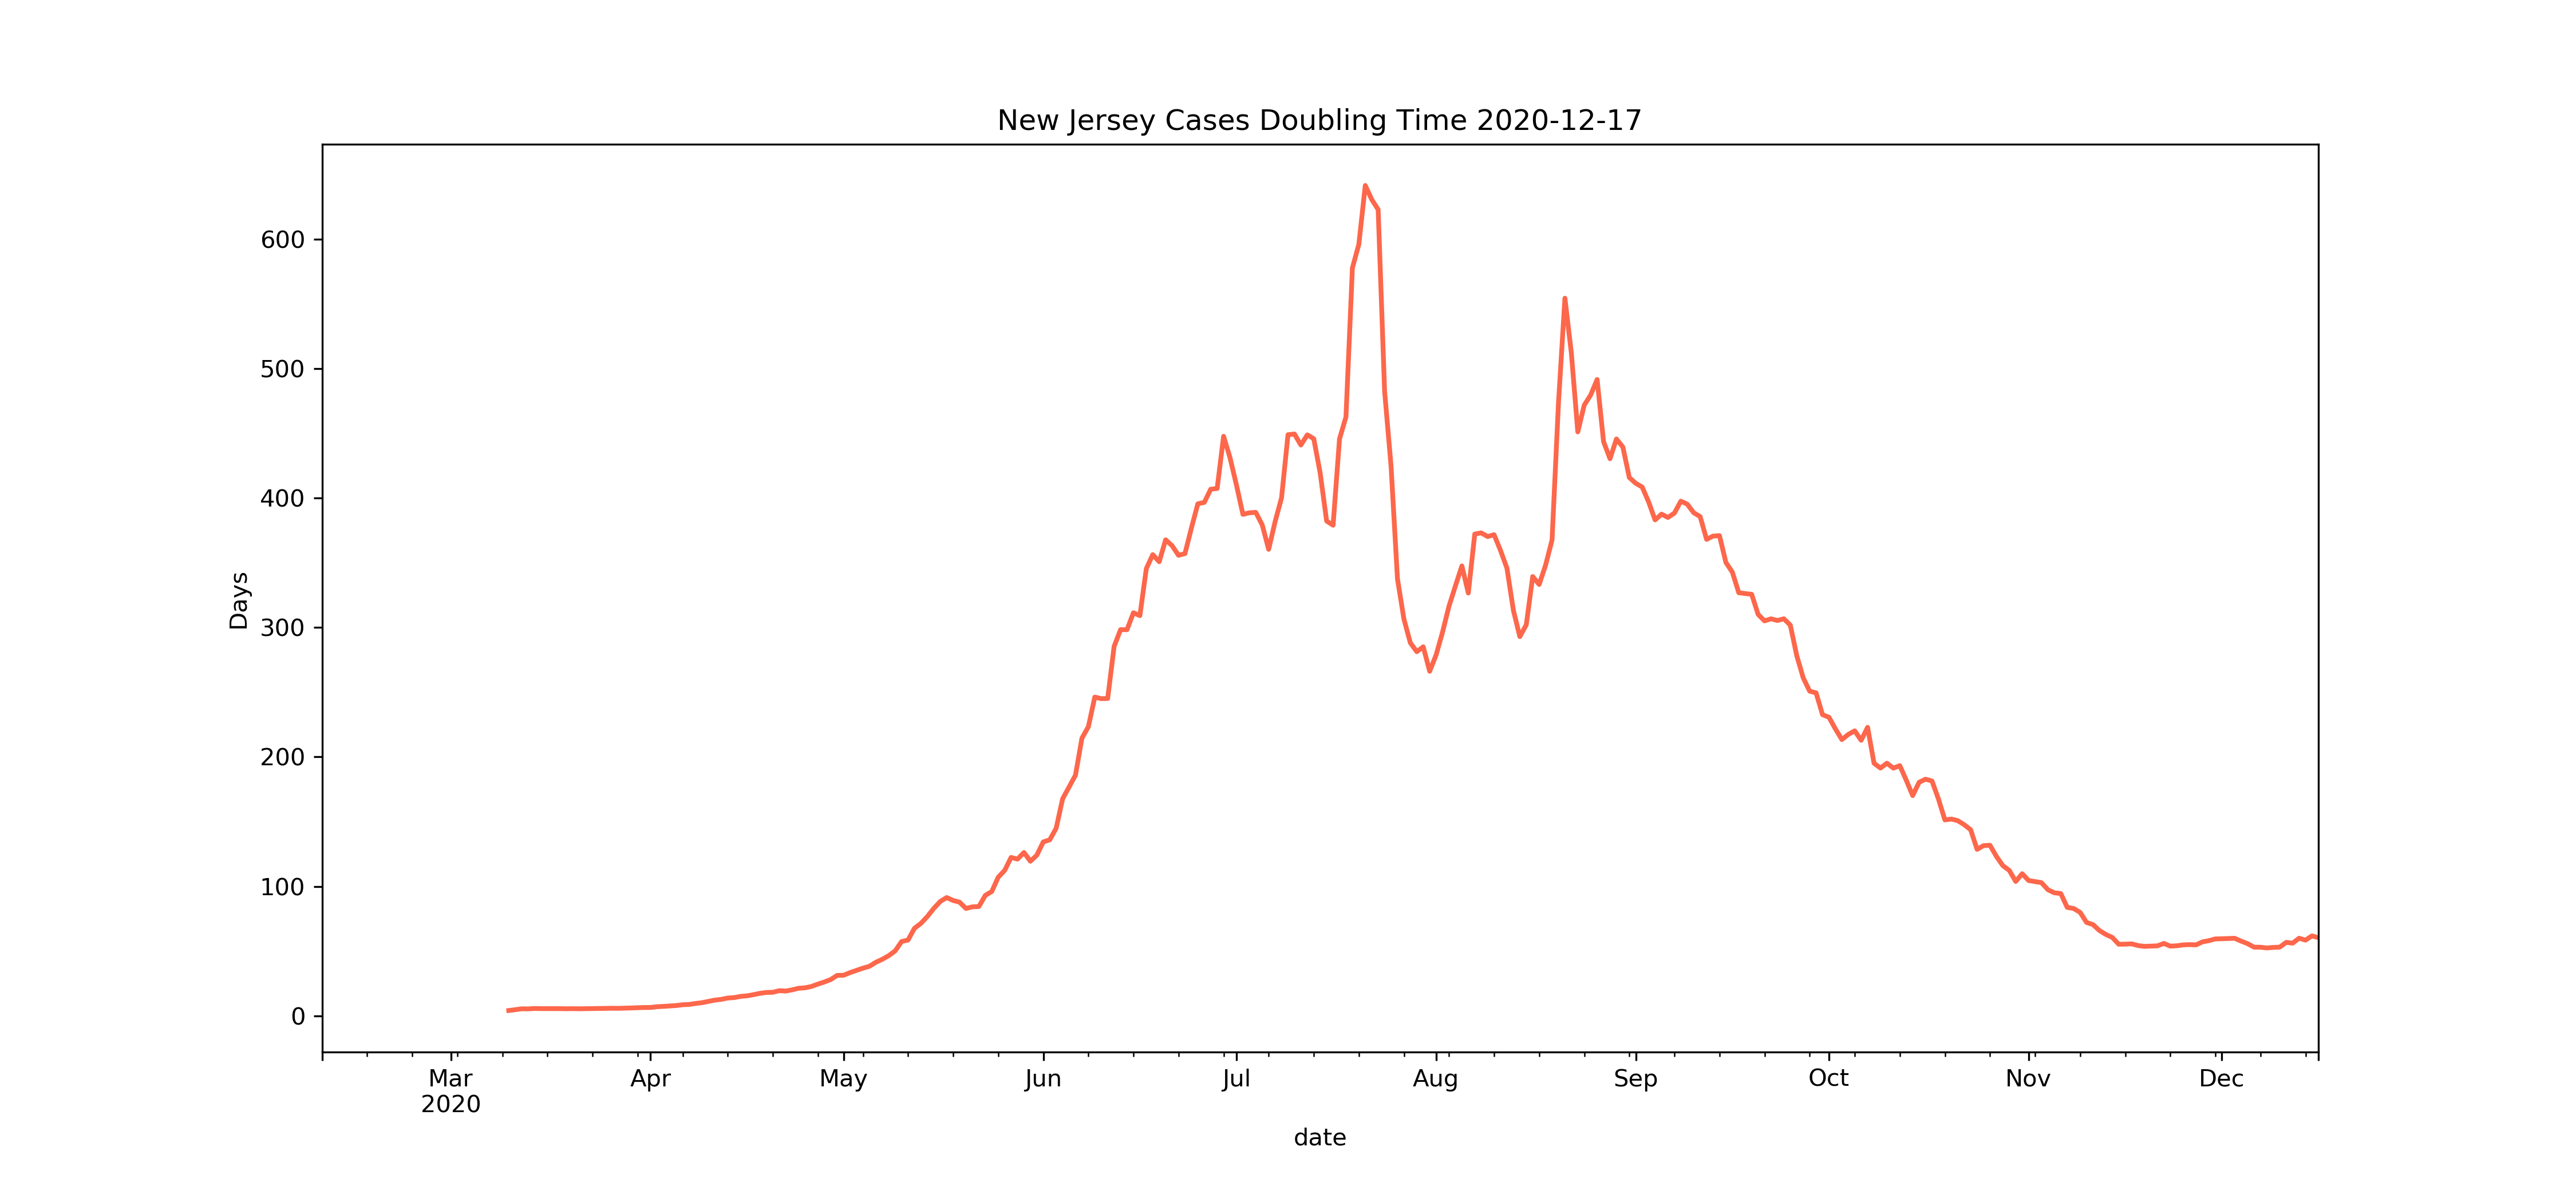 New Jersey Cases Doubling Time 2020-12-17
600
500
400
300
200
100
0
Days
Mar Apr May Jun Jul Aug Sep Oct Nov Dec
2020
date